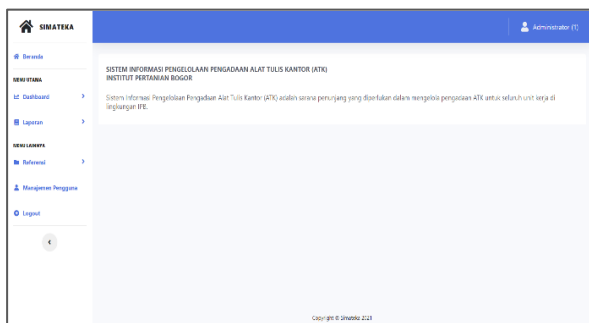 SIMATEKA
Administrator (1)
Beranda
MENU UTAMA
Dashboard
Laporan
MENU LAINNYA
Referensi
Manajemen Pengguna
Logout
SISTEM INFORMASI PENGELOLAAN PENGADAAN ALAT TULIS KANTOR (ATK)
INSTITUT PERTANIAN BOGOR
Sistem Informasi Pengelolaan Pengadaan Alat Tulis Kantor (ATK) adalah sarana penunjang yang diperlukan dalam mengelola pengadaan ATK untuk seluruh unit kerja di
lingkungan IPB.
Copyright © Simateka